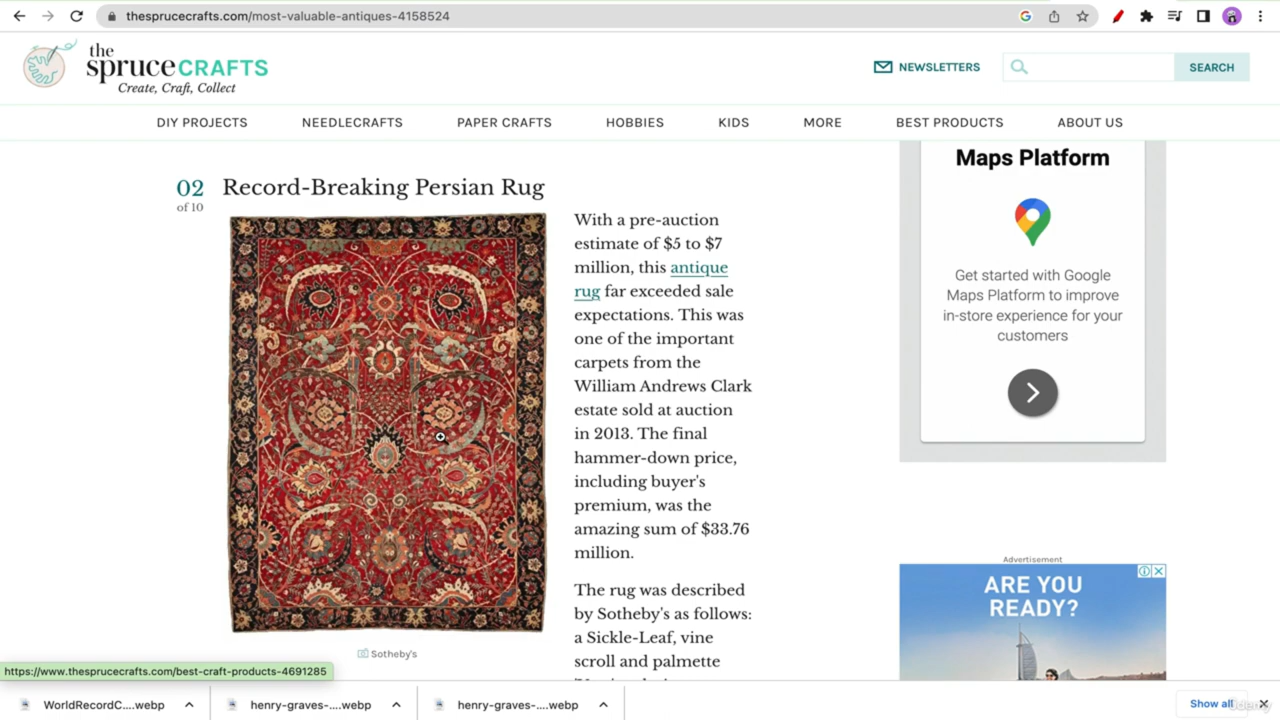 thesprucecrafts.com/most-valuable-antiques-4158524
the
spruceCRAFTS
Create, Craft, Collect
NEWSLETTERS
SEARCH
DIY PROJECTS
NEEDLECRAFTS
PAPER CRAFTS
HOBBIES
KIDS
MORE
BEST PRODUCTS
ABOUT US
02
of 10
Record-Breaking Persian Rug
With a pre-auction
estimate of $5 to $7
million, this antique
rug far exceeded sale
expectations. This was
one of the important
carpets from the
William Andrews Clark
estate sold at auction
in 2013. The final
hammer-down price,
including buyer's
premium, was the
amazing sum of $33.76
million.
The rug was described
by Sotheby's as follows:
a Sickle-Leaf, vine
scroll and palmette
Sotheby's
Maps Platform
Get started with Google
Maps Platform to improve
in-store experience for your
customers
Advertisement
ARE YOU
READY?
https://www.thesprucecrafts.com/best-craft-products-4691285
WorldRecordC....webp
henry-graves-....webp
henry-graves-....webp
Show all
Udemy